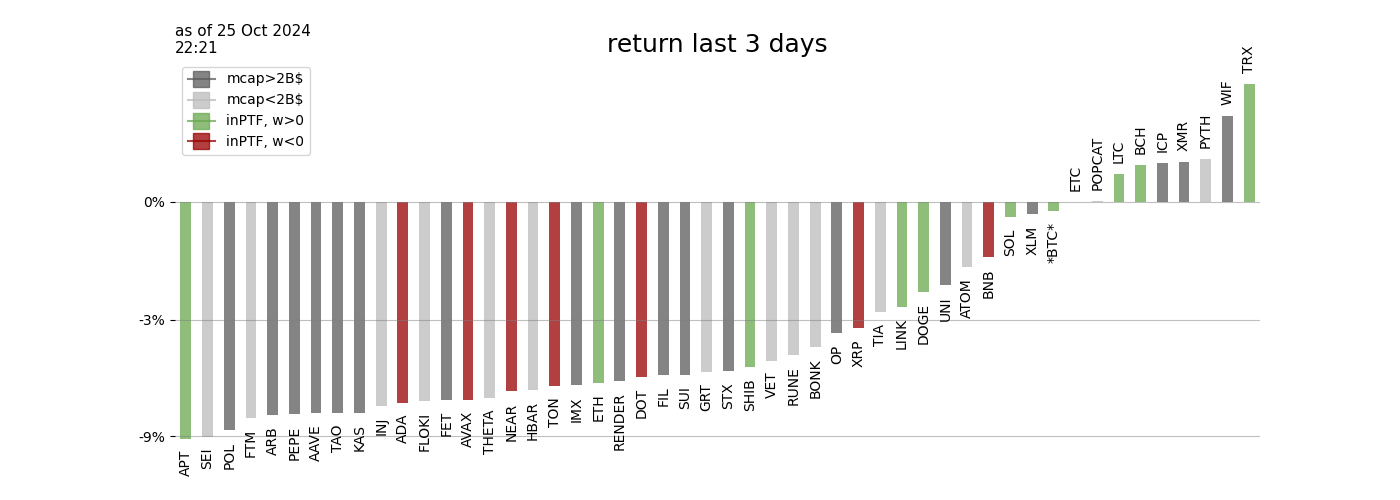 as of 25 Oct 2024
22:21
return last 3 days
mcap>2B$
mcap<2B$
inPTF, w>0
inPTF, w<0
0%
-3%
-9%
APT
SEI
POL
FTM
ARB
PEPE
AAVE
TAO
KAS
INJ
ADA
FLOKI
FET
AVAX
THETA
NEAR
HBAR
TON
IMX
ETH
RENDER
DOT
FIL
SUI
GRT
STX
SHIB
VET
RUNE
BONK
OP
XRP
TIA
LINK
DOGE
UNI
ATOM
BNB
SOL
XLM
*BTC*
ETC
POPCAT
LTC
BCH
ICP
XMR
PYTH
WIF
TRX